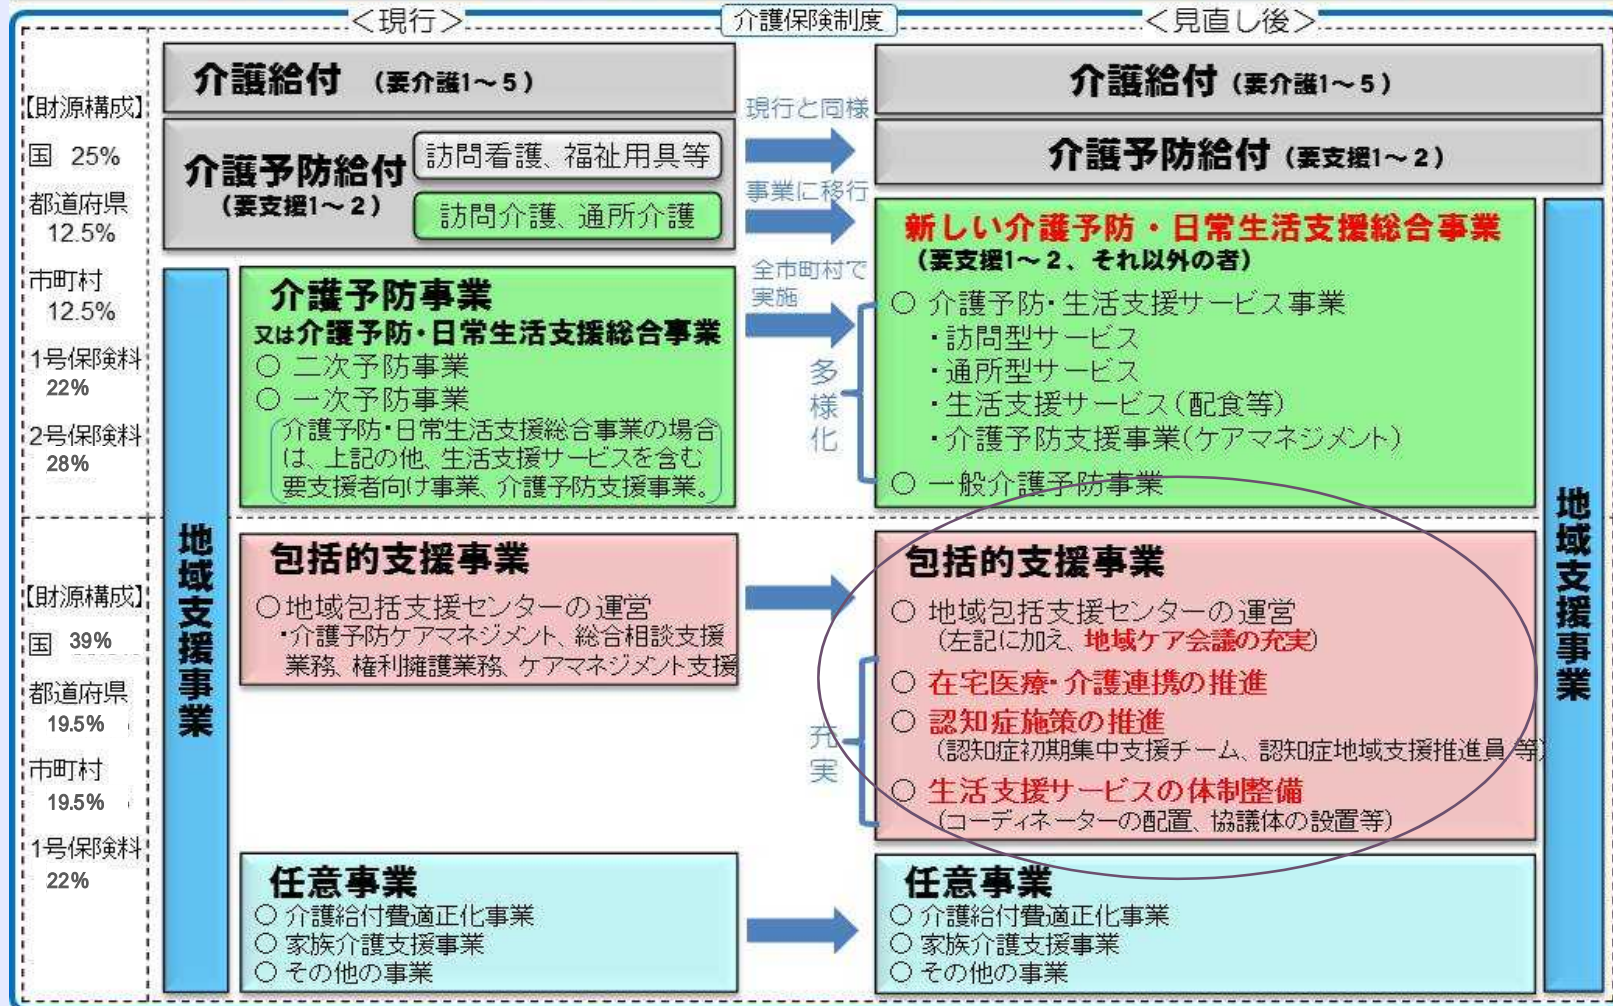 ＜現行＞
介護保険制度
＜見直し後＞
【財源構成】
国 25%
都道府県
12.5%
市町村
12.5%
1号保険料
22%
2号保険料
28%
【財源構成】
国 39%
都道府県
19.5%
市町村
19.5%
1号保険料
22%
介護給付 （要介護1～5）
介護予防給付
（要支援1～2）
訪問看護、福祉用具等
訪問介護、通所介護
地域支援事業
介護予防事業
又は介護予防・日常生活支援総合事業
○ 二次予防事業
○ 一次予防事業
介護予防・日常生活支援総合事業の場合
は、上記の他、生活支援サービスを含む
要支援者向け事業、介護予防支援事業。
包括的支援事業
○地域包括支援センターの運営
・介護予防ケアマネジメント、総合相談支援
業務、権利擁護業務、ケアマネジメント支援
任意事業
○ 介護給付費適正化事業
○ 家族介護支援事業
○ その他の事業
現行と同様
事業に移行
全市町村で
実施
多様化
充実
介護給付（要介護1～5）
介護予防給付（要支援1～2）
新しい介護予防・日常生活支援総合事業
（要支援1～2、それ以外の者）
○ 介護予防・生活支援サービス事業
・訪問型サービス
・通所型サービス
・生活支援サービス（配食等）
・介護予防支援事業（ケアマネジメント）
○ 一般介護予防事業
包括的支援事業
○ 地域包括支援センターの運営
（左記に加え、地域ケア会議の充実）
○ 在宅医療・介護連携の推進
○ 認知症施策の推進
（認知症初期集中支援チーム、認知症地域支援推進員 等）
○ 生活支援サービスの体制整備
（コーディネーターの配置、協議体の設置等）
任意事業
○ 介護給付費適正化事業
○ 家族介護支援事業
○ その他の事業
地域支援事業